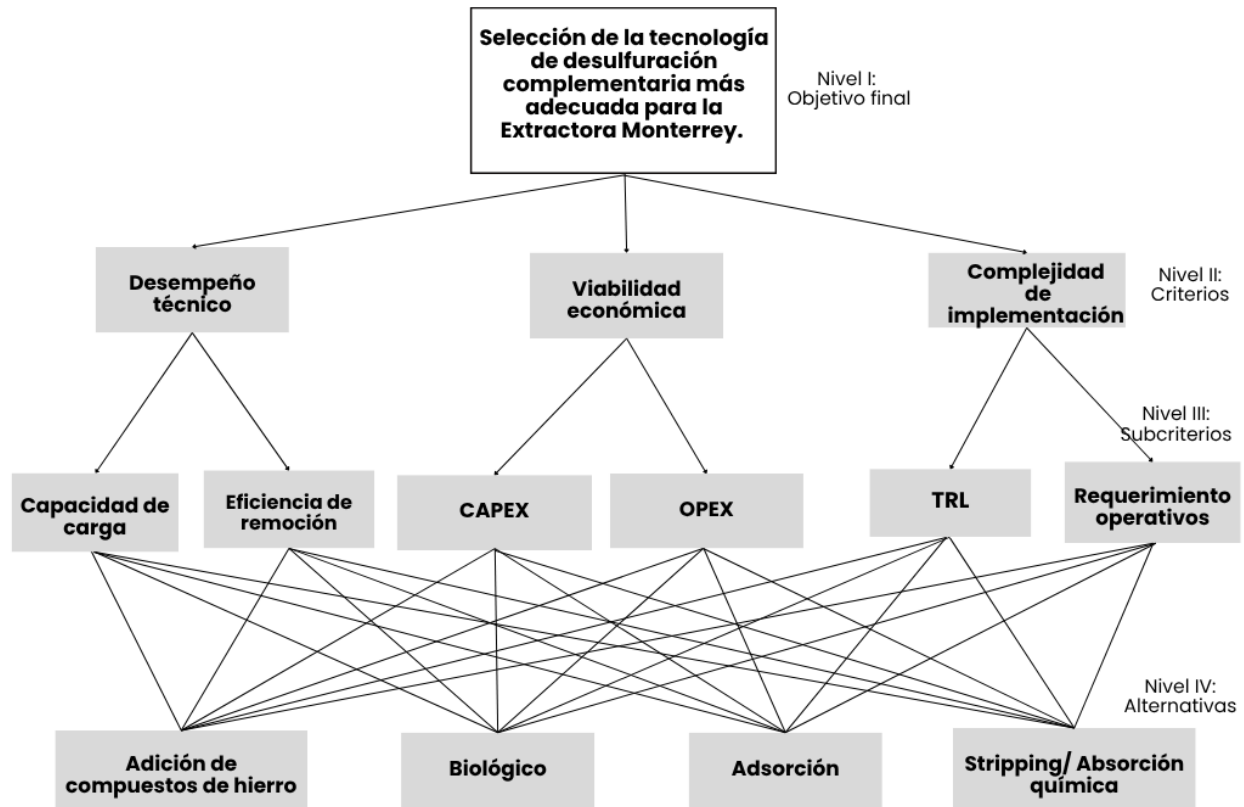 Selección de la tecnología
de desulfuración
complementaria más
adecuada para la
Extractora Monterrey.
Nivel I:
Objetivo final
Desempeño
técnico
Viabilidad
económica
Complejidad
de
implementación
Nivel II:
Criterios
Nivel III:
Subcriterios
Capacidad de
carga
Eficiencia de
remoción
CAPEX
OPEX
TRL
Requerimiento
operativos
Nivel IV:
Alternativas
Adición de
compuestos de hierro
Biológico
Adsorción
Stripping/ Absorción
química